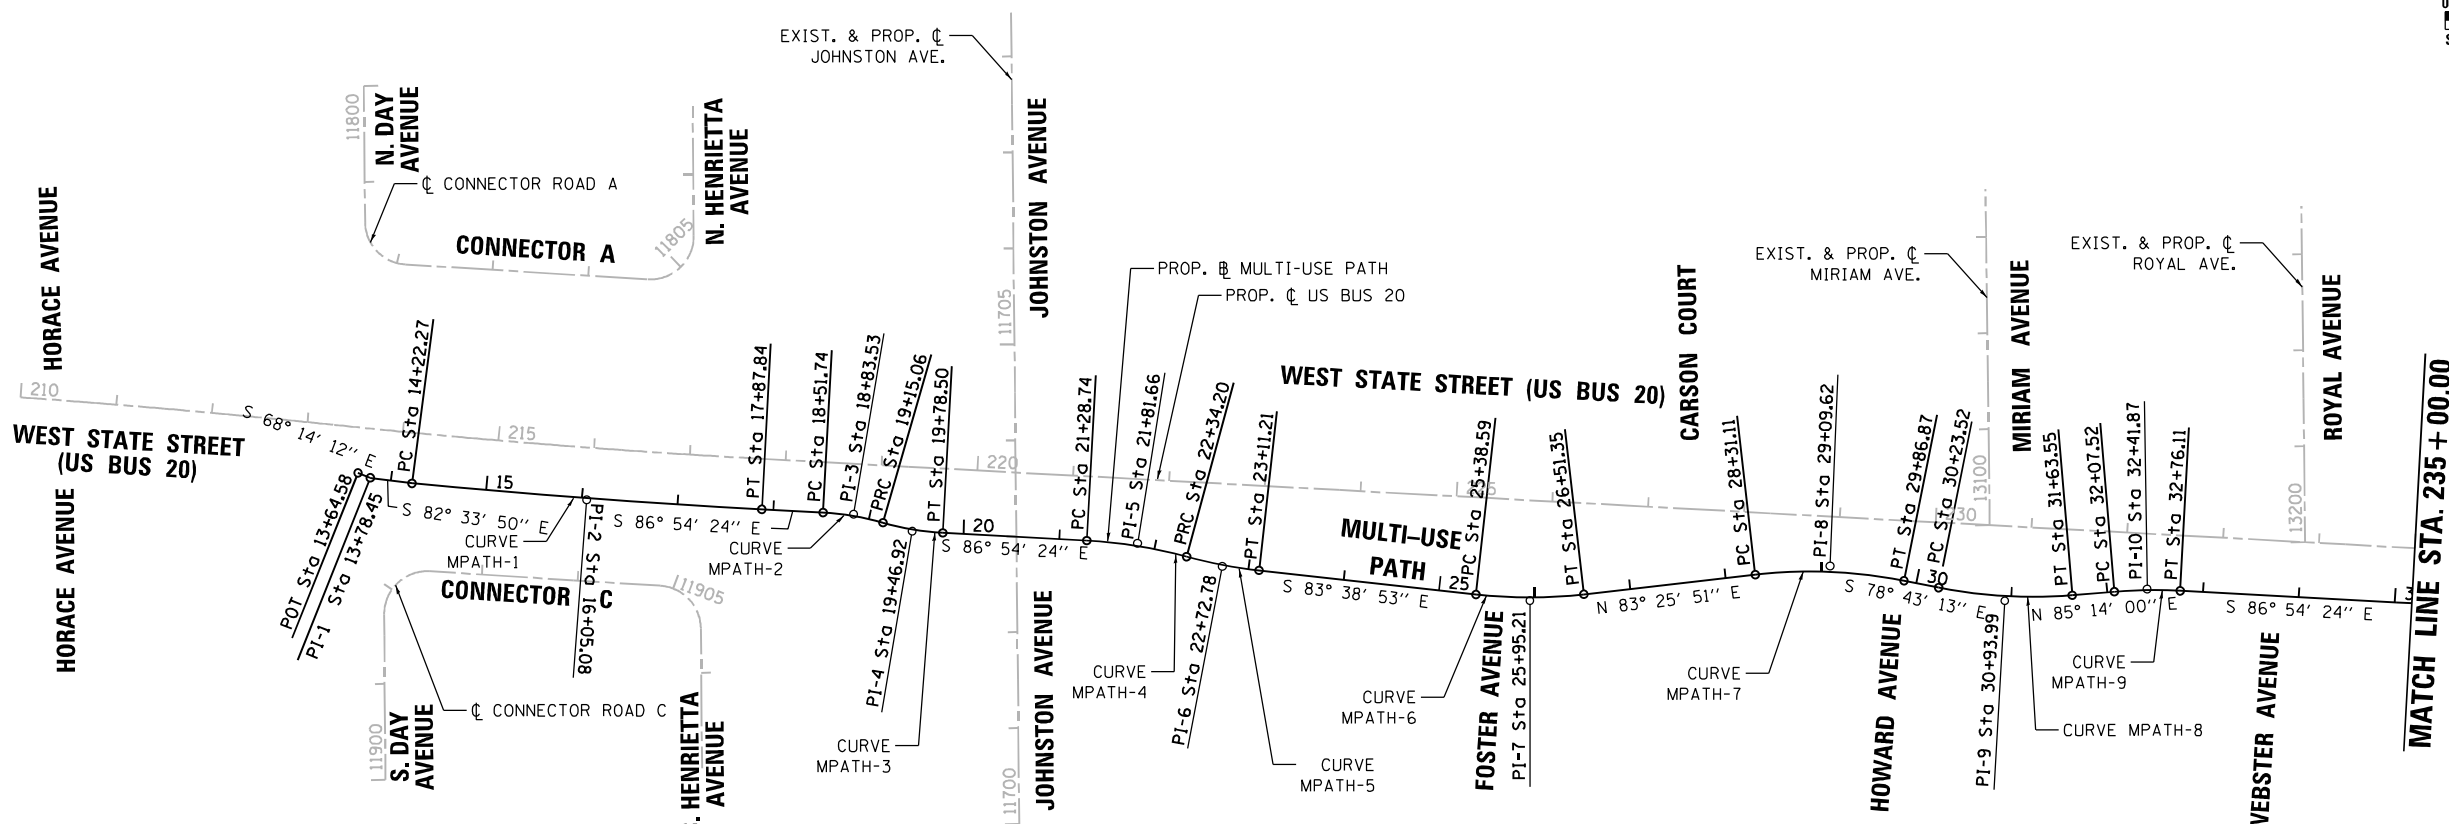 EXIST. & PROP. ℄
JOHNSTON AVE.
11800
N. DAY
AVENUE
N. HENRIETTA
AVENUE
JOHNSTON AVENUE
℄ CONNECTOR ROAD A
CONNECTOR A
11805
HORACE AVENUE
11705
PROP. ℄ US BUS 20
MULTI-USE PATH
EXIST. & PROP. ℄
MIRIAM AVE.
EXIST. & PROP. ℄
ROYAL AVE.
CARSON COURT
MIRIAM AVENUE
ROYAL AVENUE
WEST STATE STREET (US BUS 20)
210
215
220
225
230
13100
13200
WEST STATE STREET
(US BUS 20)
HORACE AVENUE
S 68° 14' 12" E
POT Sta 13+64.58
PI-1 Sta 13+78.45
PC Sta 14+22.27
15
S 82° 33' 50" E
CURVE
MPATH-1
PI-2 Sta 16+05.08
S 86° 54' 24" E
PT Sta 17+87.84
PC Sta 18+51.74
PI-3 Sta 18+83.53
PRC Sta 19+15.06
CURVE
MPATH-2
PI-4 Sta 19+46.92
PT Sta 19+78.50
20
CURVE
MPATH-3
S 86° 54' 24" E
PC Sta 21+28.74
PI-5 Sta 21+81.66
PRC Sta 22+34.20
CURVE
MPATH-4
PI-6 Sta 22+72.78
PT Sta 23+11.21
CURVE
MPATH-5
S 83° 38' 53" E
MULTI-USE
PATH
25
PC Sta 25+38.59
CURVE
MPATH-6
PI-7 Sta 25+95.21
PT Sta 26+51.35
N 83° 25' 51" E
PC Sta 28+31.11
CURVE
MPATH-7
PI-8 Sta 29+09.62
PT Sta 29+86.87
PC Sta 30+23.52
30
S 78° 43' 13" E
PI-9 Sta 30+93.99
PT Sta 31+63.55
CURVE MPATH-8
N 85° 14' 00" E
PC Sta 32+07.52
PI-10 Sta 32+41.87
PT Sta 32+76.11
CURVE
MPATH-9
S 86° 54' 24" E
MATCH LINE STA. 235+00.00
CONNECTOR C
11905
℄ CONNECTOR ROAD C
11900
S. DAY
AVENUE
HENRIETTA
AVENUE
JOHNSTON AVENUE
11700
FOSTER AVENUE
HOWARD AVENUE
WEBSTER AVENUE